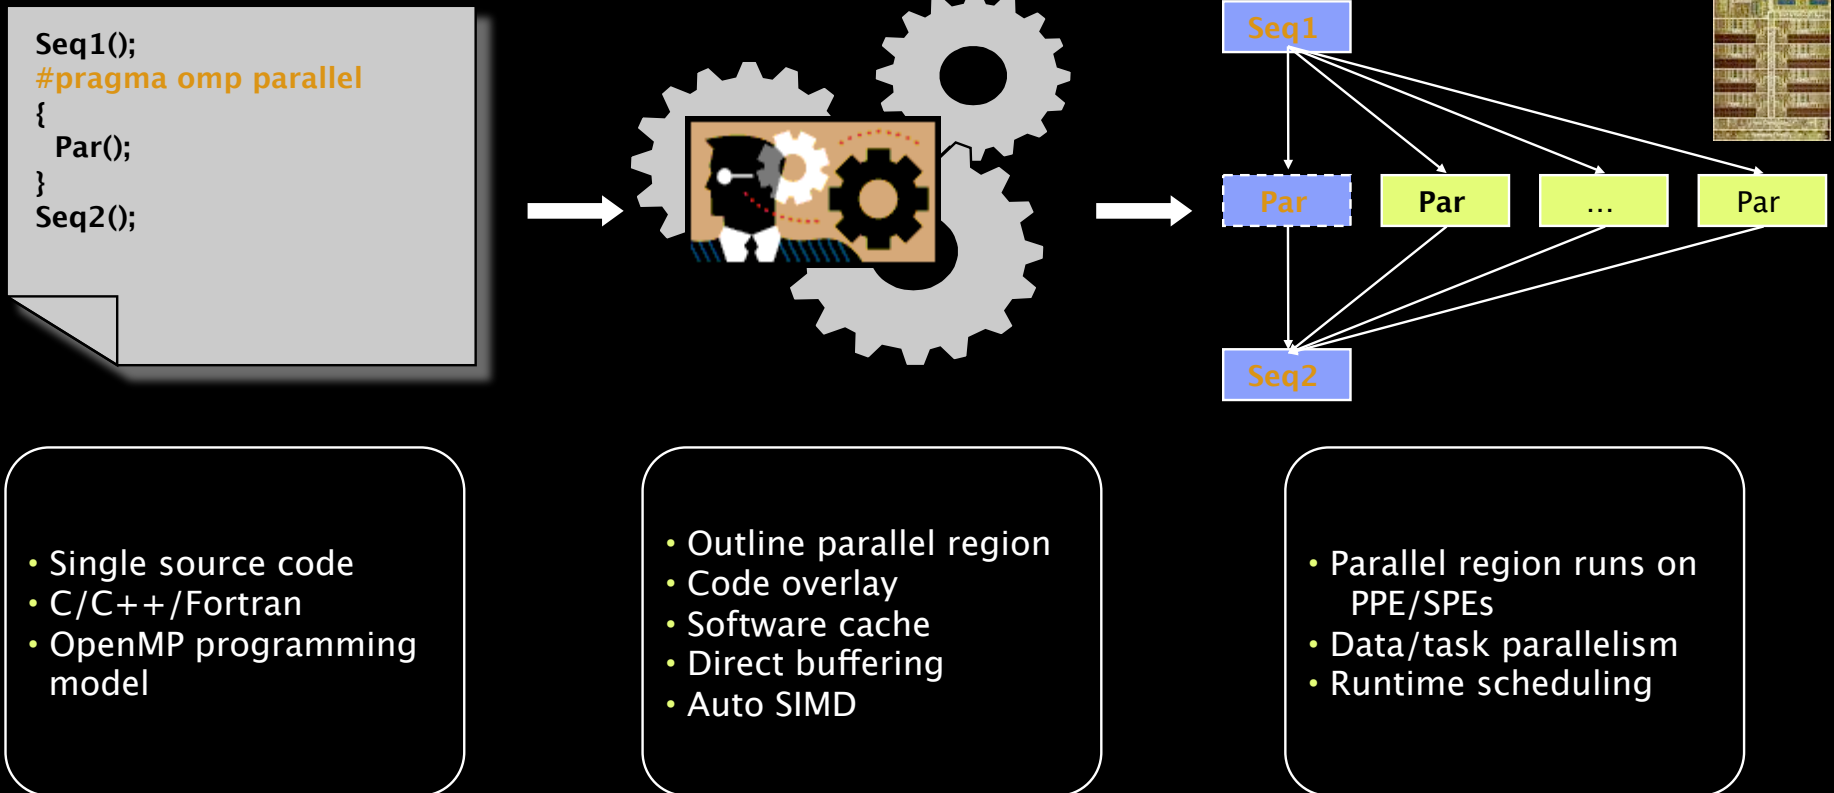 Seq1();
#pragma omp parallel
{
Par();
}
Seq2();
Seq1
Par
Par
...
Par
Seq2
• Single source code
• C/C++/Fortran
• OpenMP programming
model
• Outline parallel region
• Code overlay
• Software cache
• Direct buffering
• Auto SIMD
• Parallel region runs on
PPE/SPEs
• Data/task parallelism
• Runtime scheduling